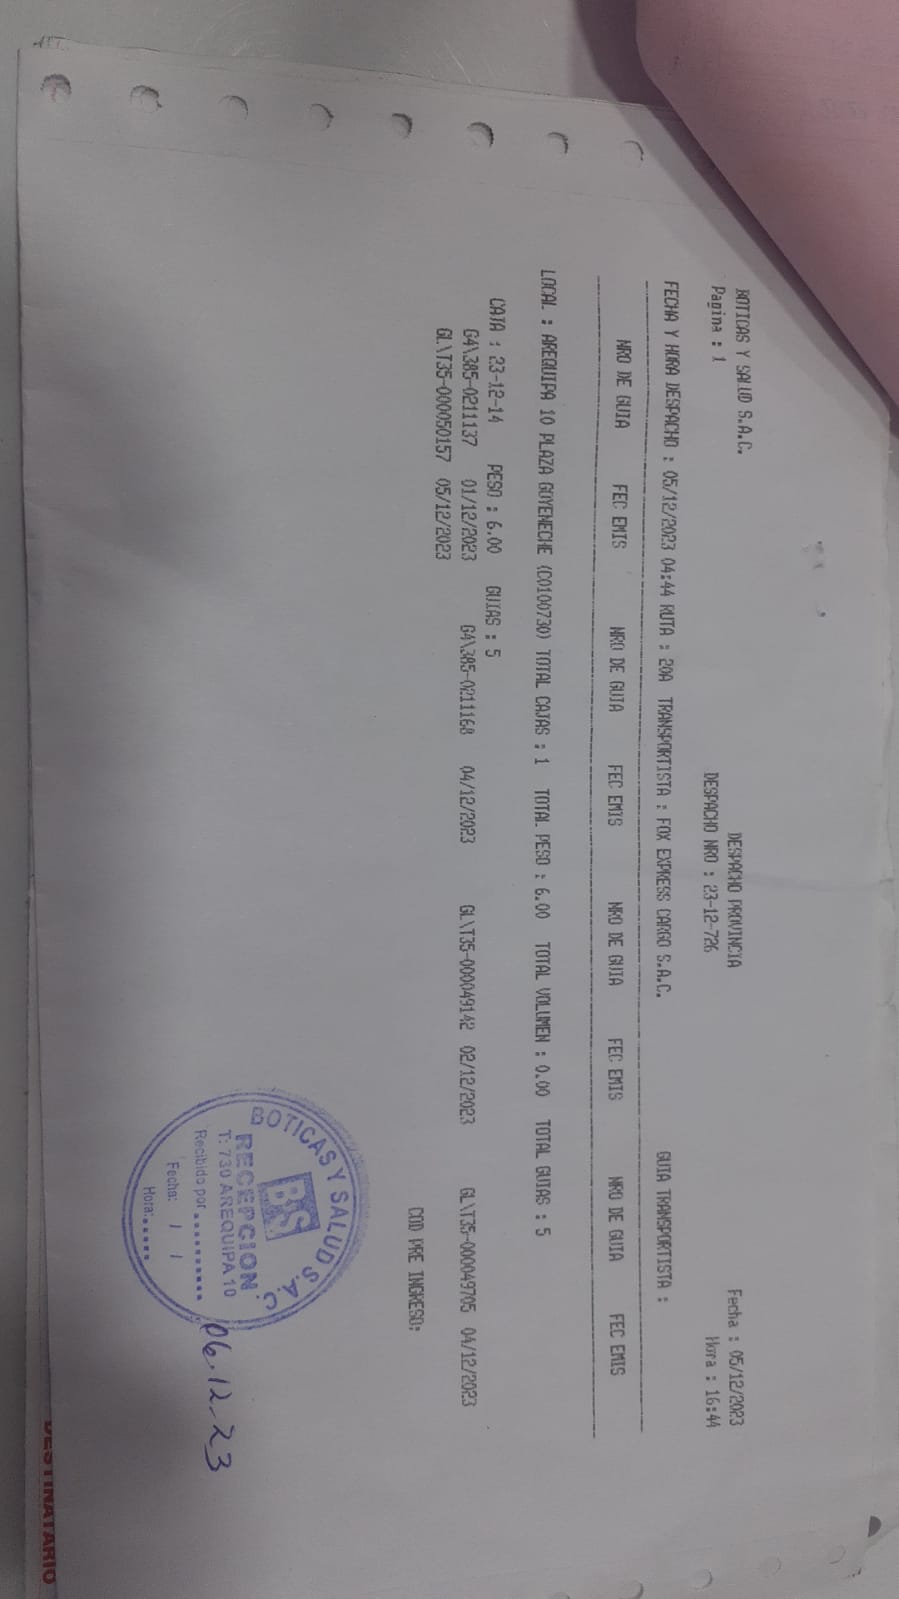 BOTICAS Y SALUD S.A.C. DESPACHO PROVINCIA Fecha : 05/12/2023
Pagina : 1 DESPACHO NRO : 23-12-726 Hora : 16:44
FECHA Y HORA DESPACHO : 05/12/2023 04:44 RUTA : 20A TRANSPORTISTA : FOX EXPRESS CARGO S.A.C. GUIA TRANSPORTISTA :
NRO DE GUIA FEC EMIS NRO DE GUIA FEC EMIS NRO DE GUIA FEC EMIS NRO DE GUIA FEC EMIS
LOCAL : AREQUIPA 10 PLAZA GOYENECHE (C0100730) TOTAL CAJAS : 1 TOTAL PESO : 6.00 TOTAL VOLUMEN : 0.00 TOTAL GUIAS : 5
CAJA : 23-12-14 PESO : 6.00 GUIAS : 5
G4\385-0211137 01/12/2023 G4\385-0211168 04/12/2023 GL\T35-000049142 02/12/2023 GL\T35-000049705 04/12/2023
GL\T35-000050157 05/12/2023
COD PRE INGRESO:
BOTICAS Y SALUD S.A.C.
BS
RECEPCION
T: 730 AREQUIPA 10
Recibido por..........
Fecha: / /
Hora:.....
06.12.23
DESTINATARIO